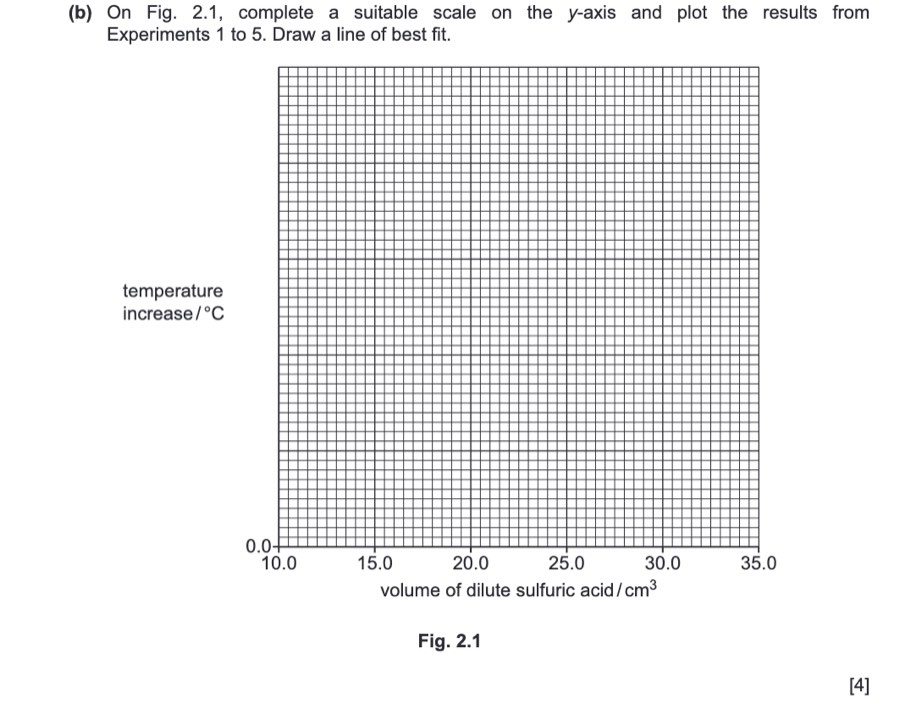 (b) On Fig. 2.1, complete a suitable scale on the y-axis and plot the results from
Experiments 1 to 5. Draw a line of best fit.
temperature
increase / °C
0.0
10.0 15.0 20.0 25.0 30.0 35.0
volume of dilute sulfuric acid / cm³
Fig. 2.1
[4]